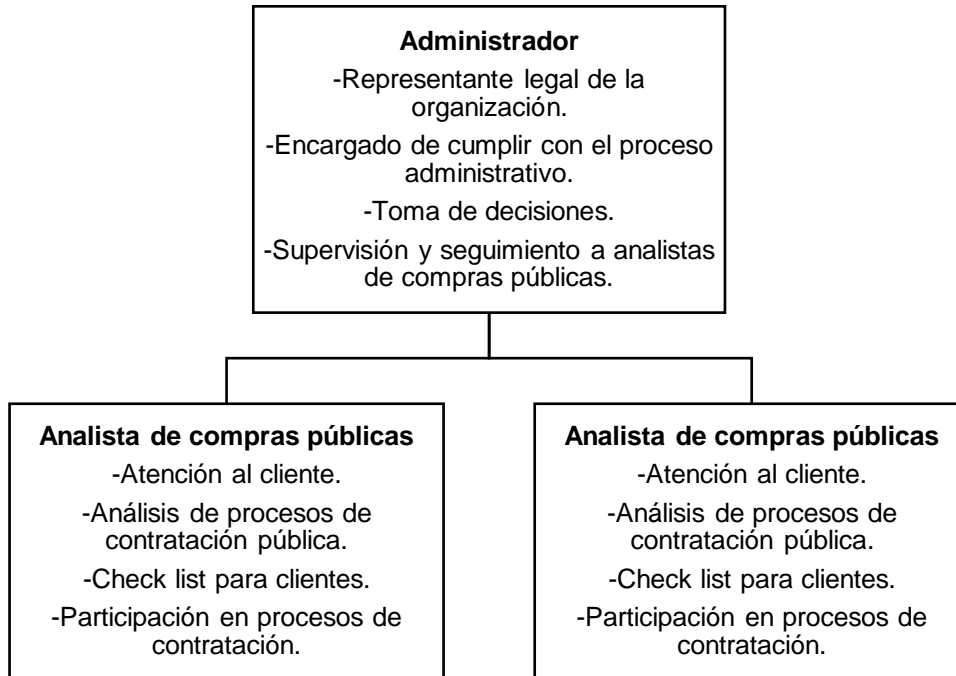 Administrador
-Representante legal de la
organización.
-Encargado de cumplir con el proceso
administrativo.
-Toma de decisiones.
-Supervisión y seguimiento a analistas
de compras públicas.
Analista de compras públicas
-Atención al cliente.
-Análisis de procesos de
contratación pública.
-Check list para clientes.
-Participación en procesos de
contratación.
Analista de compras públicas
-Atención al cliente.
-Análisis de procesos de
contratación pública.
-Check list para clientes.
-Participación en procesos de
contratación.